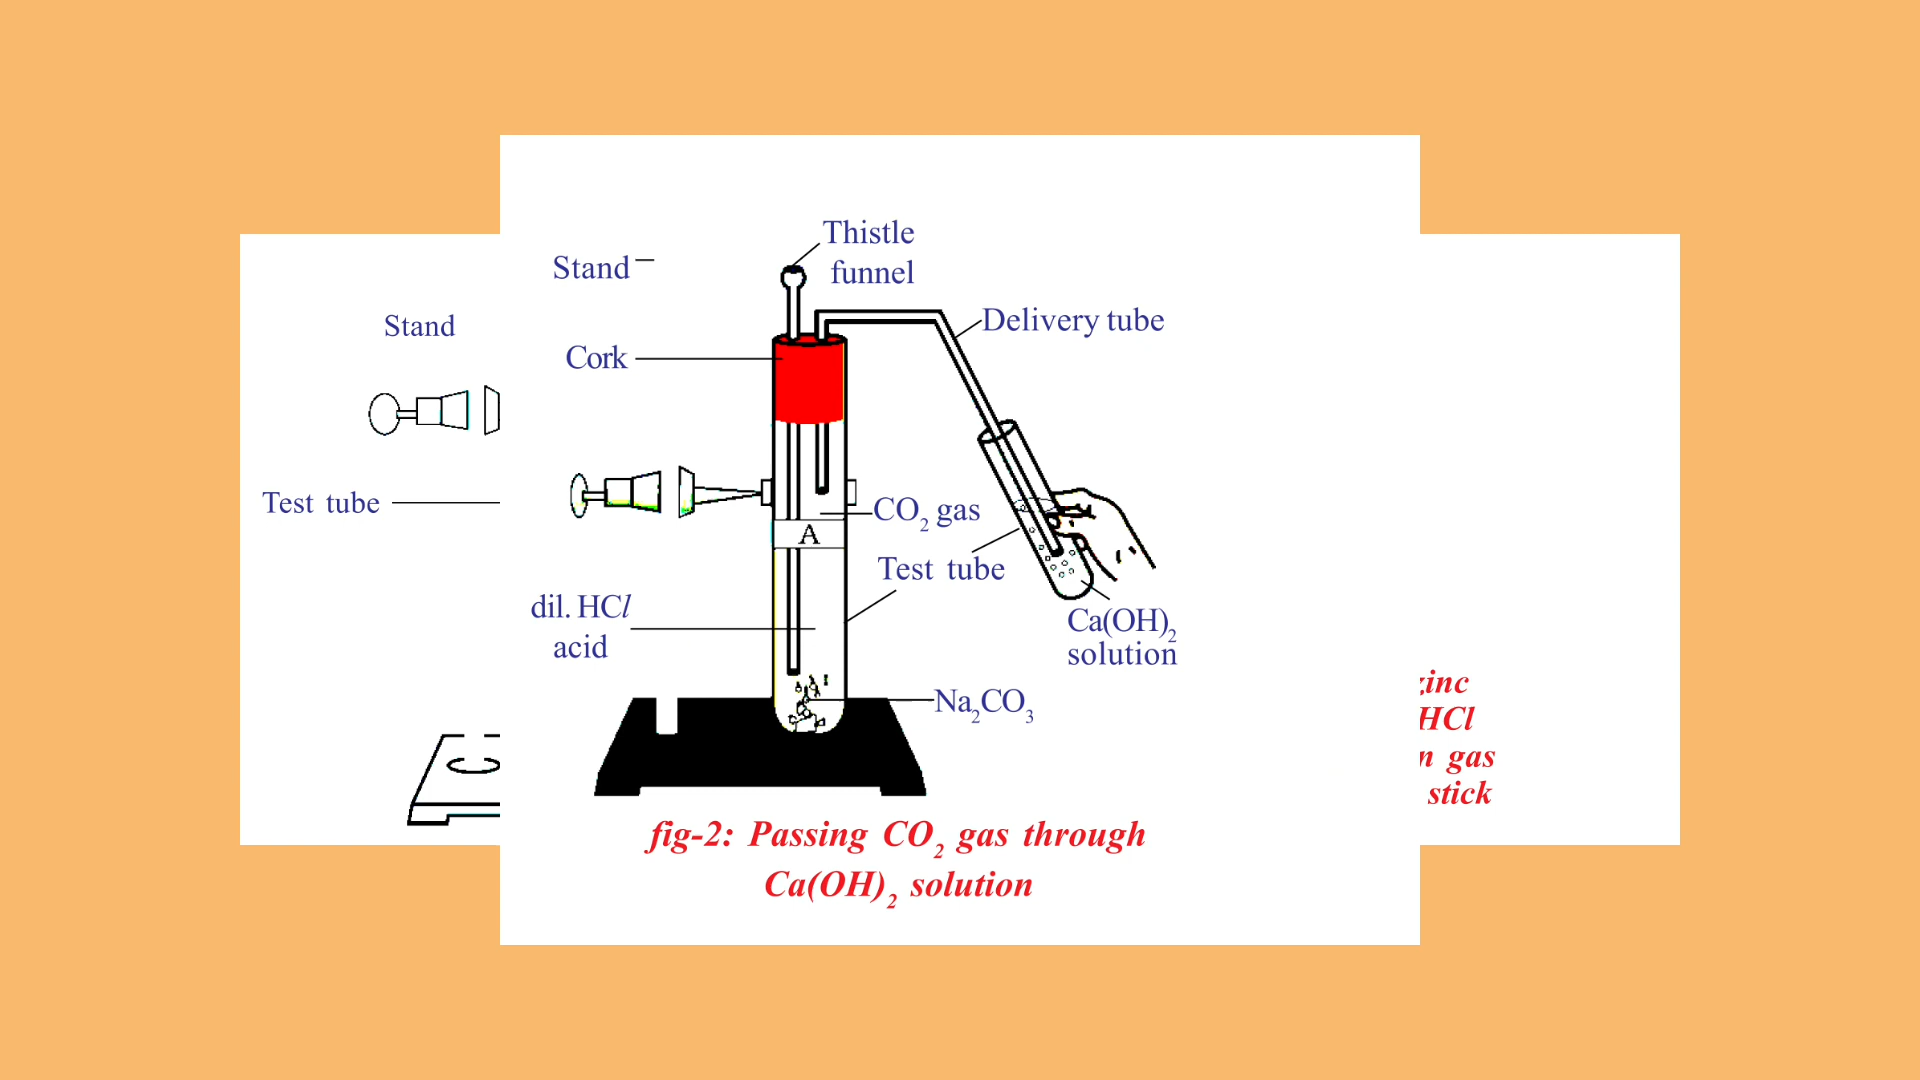 Thistle
funnel
Stand
Delivery tube
Cork
CO₂ gas
A
Test tube
dil. HCl
acid
Ca(OH)₂
solution
Na₂CO₃
fig-2: Passing CO₂ gas through
Ca(OH)₂ solution
Stand
Test tube
HCl
gas
stick